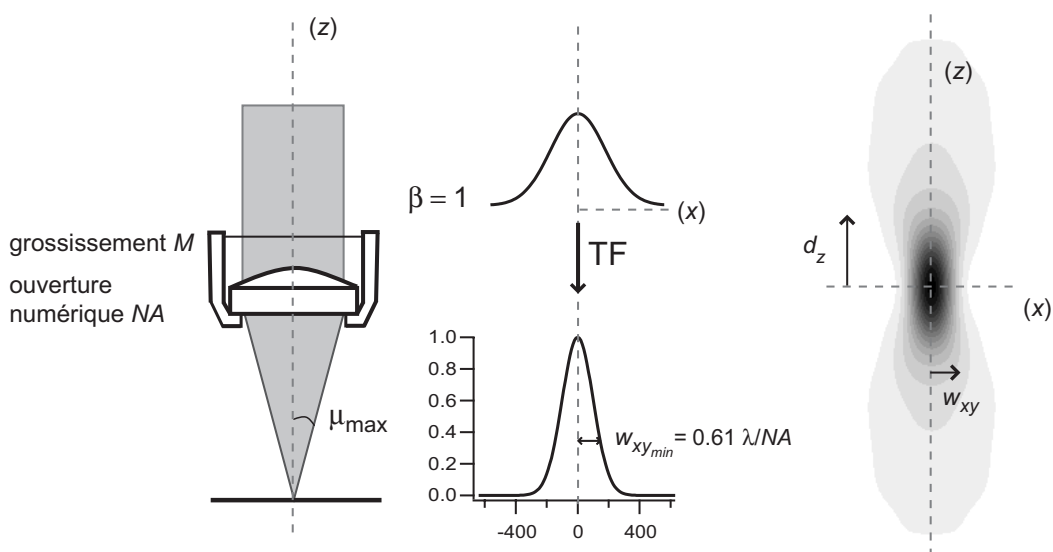 (z)
grossissement M
ouverture
numérique NA
μmax
β = 1
(x)
TF
1.0
0.8
0.6
0.4
0.2
0.0
wxymin = 0.61 λ/NA
-400
0
400
(z)
dz
(x)
wxy